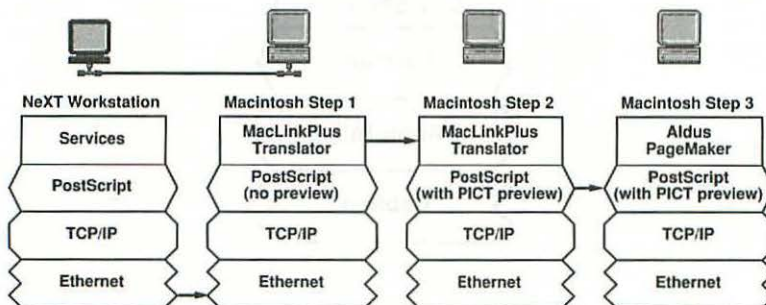 NeXT Workstation
Services
PostScript
TCP/IP
Ethernet
Macintosh Step 1
MacLinkPlus
Translator
PostScript
(no preview)
TCP/IP
Ethernet
Macintosh Step 2
MacLinkPlus
Translator
PostScript
(with PICT preview)
TCP/IP
Ethernet
Macintosh Step 3
Aldus
PageMaker
PostScript
(with PICT preview)
TCP/IP
Ethernet